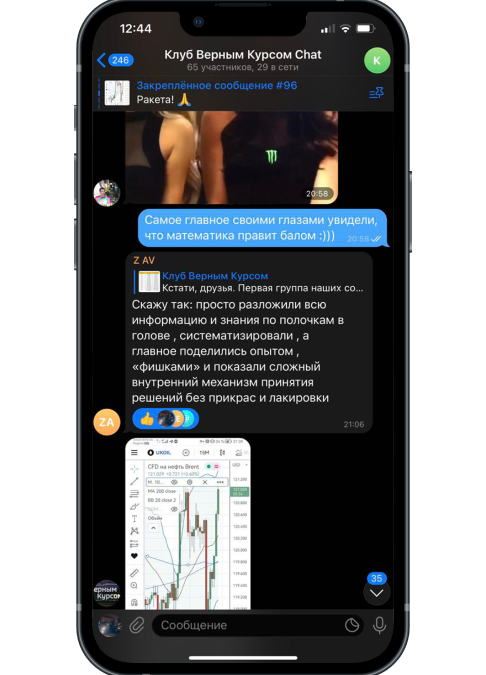 12:44
246
Клуб Верным Курсом Chat
65 участников, 29 в сети
K
Закреплённое сообщение #96
Ракета! 🙏
20:58
Самое главное своими глазами увидели,
что математика правит балом :)))
20:58
Z AV
Клуб Верным Курсом
Кстати, друзья. Первая группа наших со...
Скажу так: просто разложили всю
информацию и знания по полочкам в
голове , систематизировали , а
главное поделились опытом ,
«фишками» и показали сложный
внутренний механизм принятия
решений без прикрас и лакировки
21:06
ZA
UKOIL
15М
CFD на нефть Brent
MA 200 close
BB 20 close 2
Объём
35
Сообщение